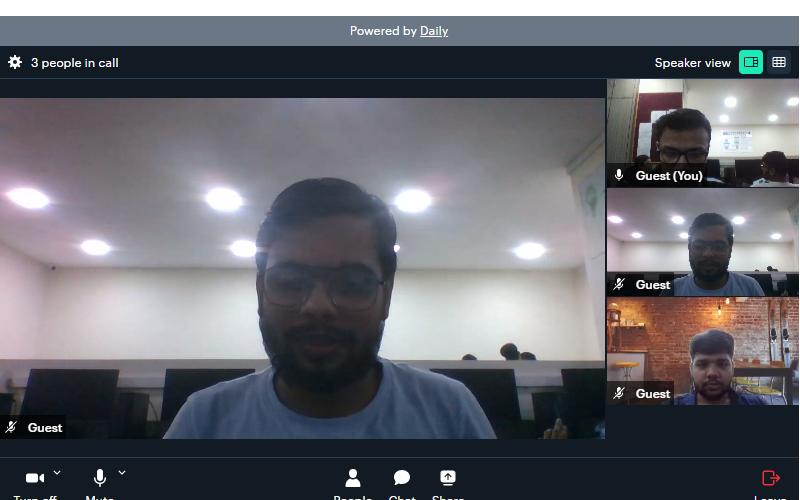 Powered by Daily
3 people in call
Speaker view
Guest (You)
Guest
Guest
Guest
Turn off
Mute
People
Chat
Share
Leave